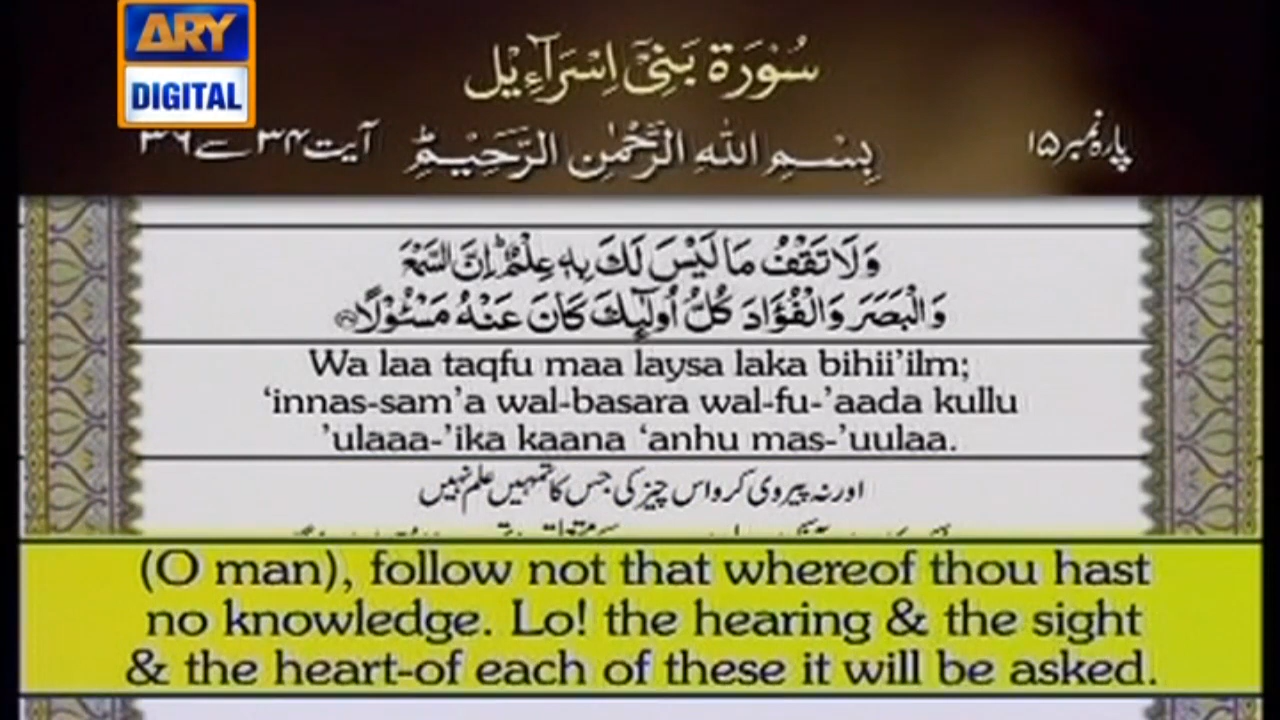 ARY
DIGITAL
سُوۡرَة بَنِیۡۤ اِسۡرَآءِیۡل
پارہ نمبر ۱۵
بِسۡمِ اللهِ الرَّحۡمٰنِ الرَّحِيۡمِؕ
آیت ۳۴ سے ۳۶
وَلَا تَقۡفُ مَا لَيۡسَ لَكَ بِهٖ عِلۡمٌؕ اِنَّ السَّمۡعَ
وَالۡبَصَرَ وَالۡفُؤَادَ كُلُّ اُولٰٓئِكَ كَانَ عَنۡهُ مَسۡـُٔوۡلًا
Wa laa taqfu maa laysa laka bihii’ilm;
‘innas-sam’a wal-basara wal-fu-’aada kullu
’ulaaa-’ika kaana ‘anhu mas-’uulaa.
اور نہ پیروی کرو اس چیز کی جس کا تمہیں علم نہیں
(O man), follow not that whereof thou hast
no knowledge. Lo! the hearing & the sight
& the heart-of each of these it will be asked.